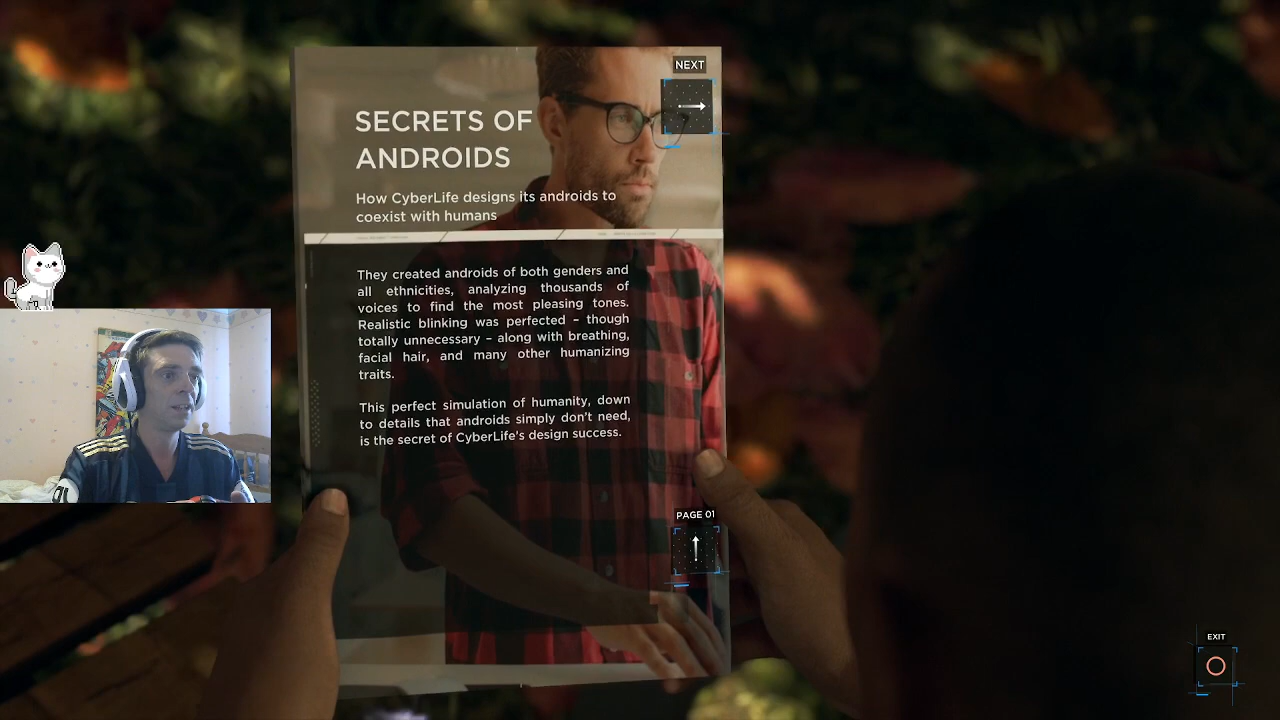 NEXT
SECRETS OF
ANDROIDS
How CyberLife designs its androids to
coexist with humans
They created androids of both genders and
all ethnicities, analyzing thousands of
voices to find the most pleasing tones.
Realistic blinking was perfected – though
totally unnecessary – along with breathing,
facial hair, and many other humanizing
traits.
This perfect simulation of humanity, down
to details that androids simply don't need,
is the secret of CyberLife's design success.
PAGE 01
EXIT